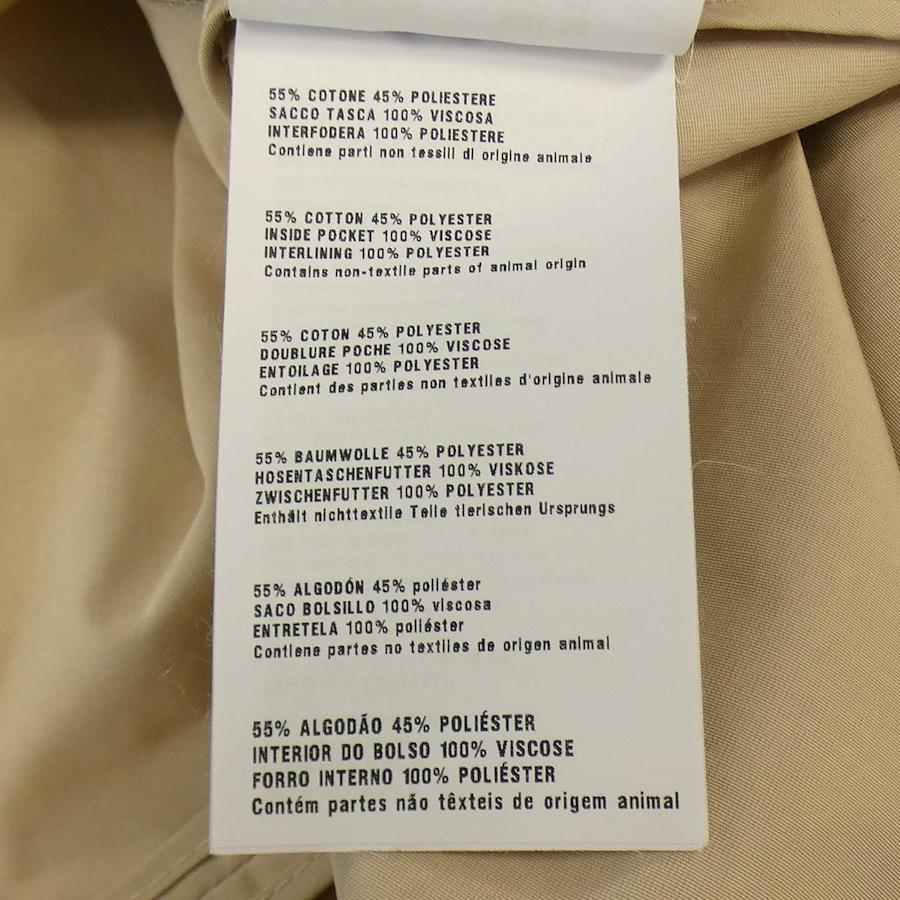 55% COTONE 45% POLIESTERE
SACCO TASCA 100% VISCOSA
INTERFODERA 100% POLIESTERE
Contiene parti non tessili di origine animale
55% COTTON 45% POLYESTER
INSIDE POCKET 100% VISCOSE
INTERLINING 100% POLYESTER
Contains non-textile parts of animal origin
55% COTON 45% POLYESTER
DOUBLURE POCHE 100% VISCOSE
ENTOILAGE 100% POLYESTER
Contient des parties non textiles d'origine animale
55% BAUMWOLLE 45% POLYESTER
HOSENTASCHENFUTTER 100% VISKOSE
ZWISCHENFUTTER 100% POLYESTER
Enthält nichttextile Teile tierischen Ursprungs
55% ALGODÓN 45% poliéster
SACO BOLSILLO 100% viscosa
ENTRETELA 100% poliéster
Contiene partes no textiles de origen animal
55% ALGODÃO 45% POLIÉSTER
INTERIOR DO BOLSO 100% VISCOSE
FORRO INTERNO 100% POLIÉSTER
Contém partes não têxteis de origem animal